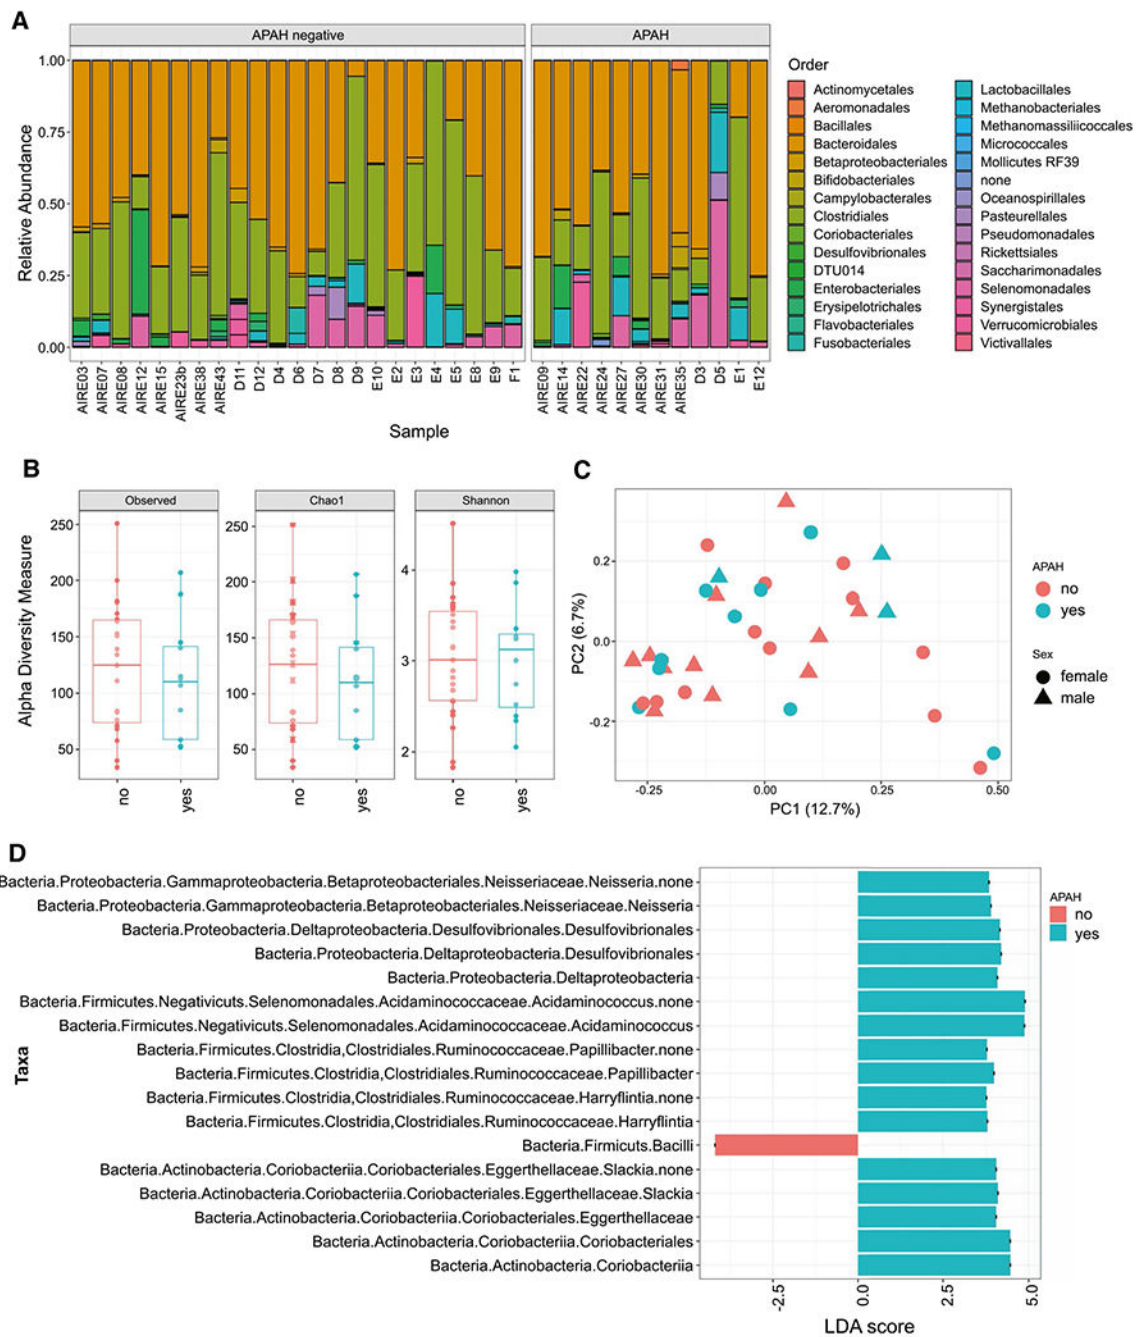 A
APAH negative
APAH
Relative Abundance
1.00
0.75
0.50
0.25
0.00
AIRE03
AIRE07
AIRE08
AIRE12
AIRE15
AIRE23b
AIRE38
AIRE43
D11
D12
D4
D6
D7
D8
D9
E10
E2
E3
E4
E5
E8
E9
F1
AIRE09
AIRE14
AIRE22
AIRE24
AIRE27
AIRE30
AIRE31
AIRE35
D3
D5
E1
E12
Sample
Order
Actinomycetales
Aeromonadales
Bacillales
Bacteroidales
Betaproteobacteriales
Bifidobacteriales
Campylobacterales
Clostridiales
Coriobacteriales
Desulfovibrionales
DTU014
Enterobacteriales
Erysipelotrichales
Flavobacteriales
Fusobacteriales
Lactobacillales
Methanobacteriales
Methanomassiliicoccales
Micrococcales
Mollicutes RF39
none
Oceanospirillales
Pasteurellales
Pseudomonadales
Rickettsiales
Saccharimonadales
Selenomonadales
Synergistales
Verrucomicrobiales
Victivallales
B
Alpha Diversity Measure
Observed
250
200
150
100
50
no
yes
Chao1
250
200
150
100
50
no
yes
Shannon
4
3
2
no
yes
C
PC2 (6.7%)
0.2
0.0
-0.2
-0.25
0.00
0.25
0.50
PC1 (12.7%)
APAH
no
yes
Sex
female
male
D
Taxa
Bacteria.Proteobacteria.Gammaproteobacteria.Betaproteobacteriales.Neisseriaceae.Neisseria.none
Bacteria.Proteobacteria.Gammaproteobacteria.Betaproteobacteriales.Neisseriaceae.Neisseria
Bacteria.Proteobacteria.Deltaproteobacteria.Desulfovibrionales.Desulfovibrionales
Bacteria.Proteobacteria.Deltaproteobacteria.Desulfovibrionales
Bacteria.Proteobacteria.Deltaproteobacteria
Bacteria.Firmicutes.Negativicuts.Selenomonadales.Acidaminococcaceae.Acidaminococcus.none
Bacteria.Firmicutes.Negativicuts.Selenomonadales.Acidaminococcaceae.Acidaminococcus
Bacteria.Firmicutes.Clostridia,Clostridiales.Ruminococcaceae.Papillibacter.none
Bacteria.Firmicutes.Clostridia,Clostridiales.Ruminococcaceae.Papillibacter
Bacteria.Firmicutes.Clostridia,Clostridiales.Ruminococcaceae.Harryflintia.none
Bacteria.Firmicutes.Clostridia,Clostridiales.Ruminococcaceae.Harryflintia
Bacteria.Firmicuts.Bacilli
Bacteria.Actinobacteria.Coriobacteriia.Coriobacteriales.Eggerthellaceae.Slackia.none
Bacteria.Actinobacteria.Coriobacteriia.Coriobacteriales.Eggerthellaceae.Slackia
Bacteria.Actinobacteria.Coriobacteriia.Coriobacteriales.Eggerthellaceae
Bacteria.Actinobacteria.Coriobacteriia.Coriobacteriales
Bacteria.Actinobacteria.Coriobacteriia
-2.5
0.0
2.5
5.0
LDA score
APAH
no
yes